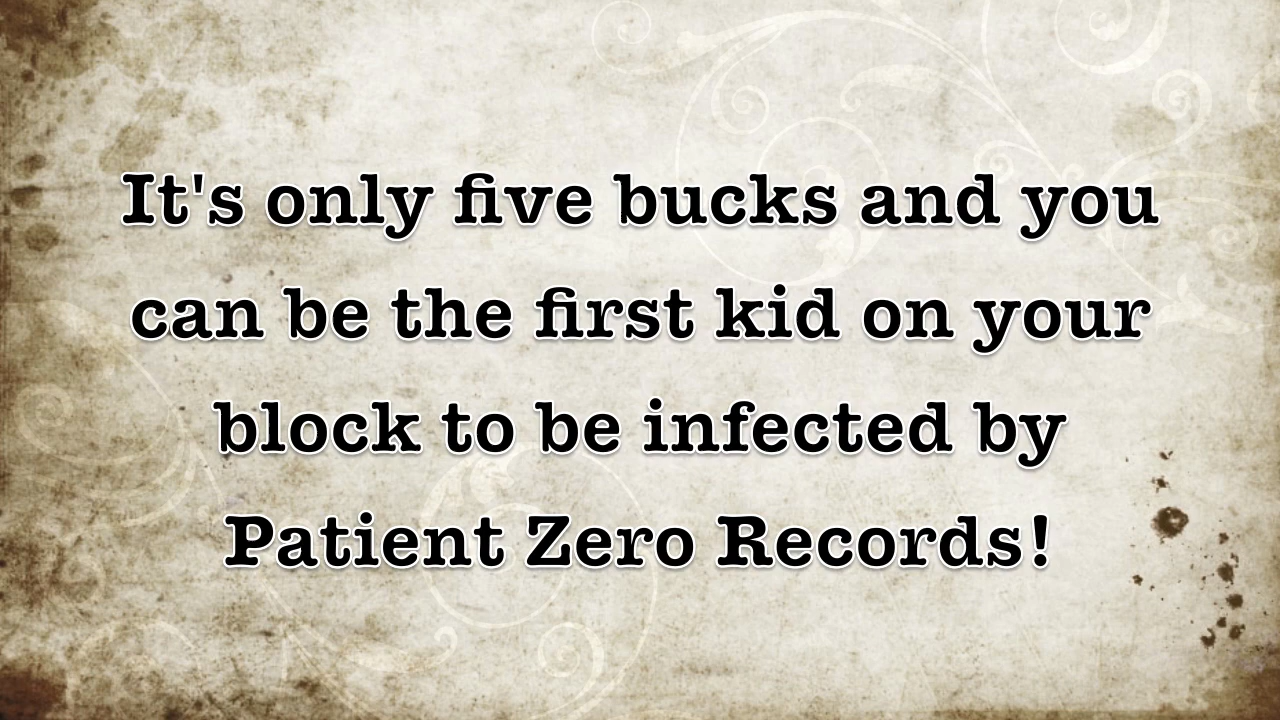 It's only five bucks and you
can be the first kid on your
block to be infected by
Patient Zero Records!